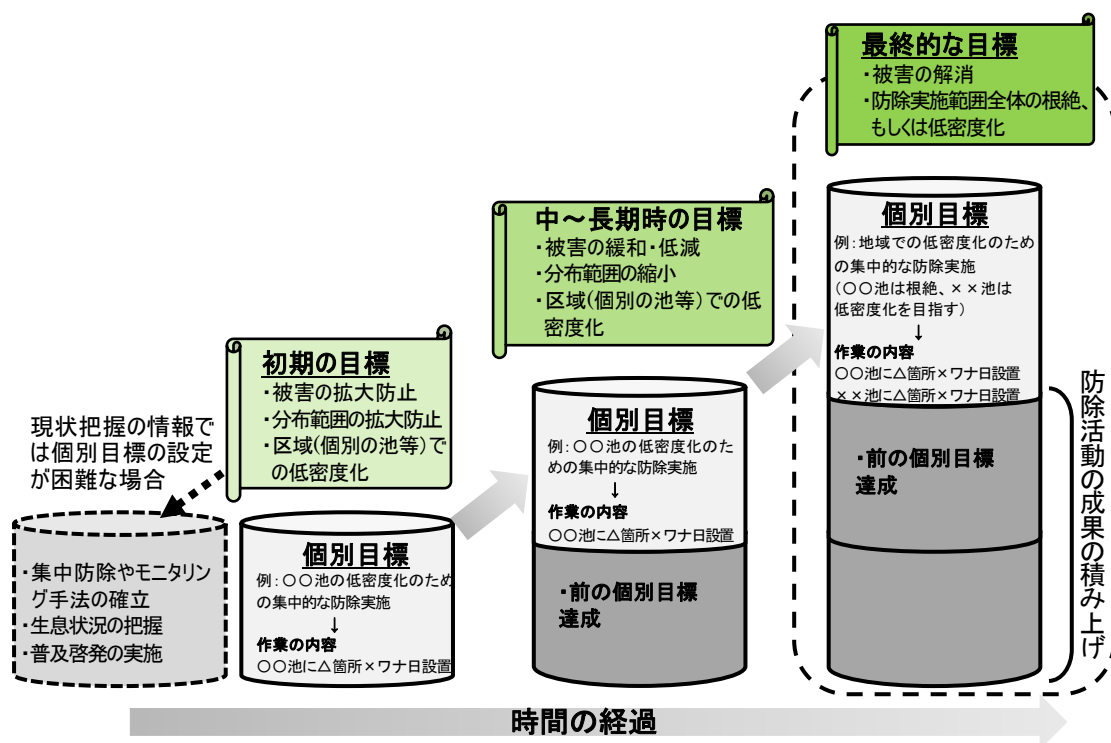 最終的な目標
・被害の解消
・防除実施範囲全体の根絶、
もしくは低密度化
中～長期時の目標
・被害の緩和・低減
・分布範囲の縮小
・区域(個別の池等)での低
密度化
初期の目標
・被害の拡大防止
・分布範囲の拡大防止
・区域(個別の池等)で
の低密度化
現状把握の情報で
は個別目標の設定
が困難な場合
・集中防除やモニタリン
グ手法の確立
・生息状況の把握
・普及啓発の実施
個別目標
例：〇〇池の低密度化のため
の集中的な防除実施
↓
作業の内容
〇〇池に△箇所×ワナ日設置
個別目標
例：〇〇池の低密度化のた
めの集中的な防除実施
↓
作業の内容
〇〇池に△箇所×ワナ日設置
・前の個別目標
達成
個別目標
例：地域での低密度化のため
の集中的な防除実施
（〇〇池は根絶、××池は
低密度化を目指す）
↓
作業の内容
〇〇池に△箇所×ワナ日設置
××池に△箇所×ワナ日設置
・前の個別目標
達成
防除活動の成果の積み上げ
時間の経過